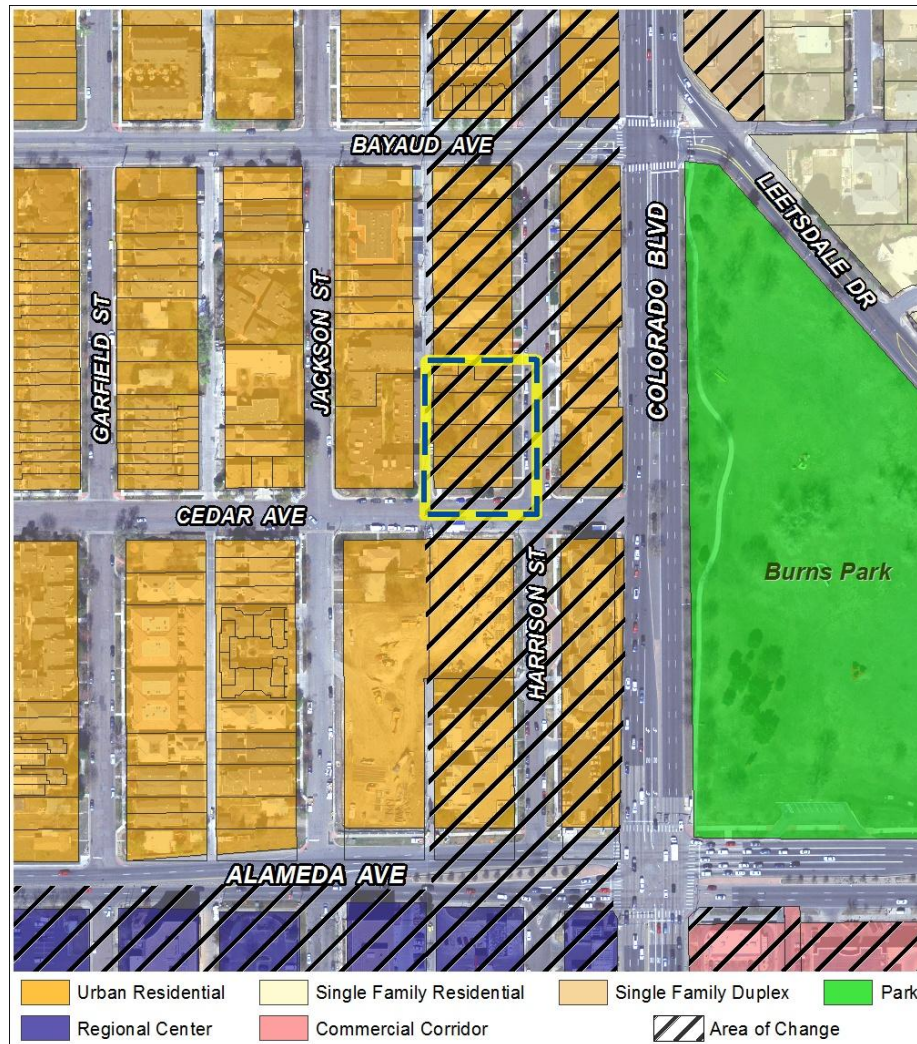 BAYAUD AVE
LEETSDALE DR
COLORADO BLVD
GARFIELD ST
JACKSON ST
CEDAR AVE
HARRISON ST
Burns Park
ALAMEDA AVE
Urban Residential
Single Family Residential
Single Family Duplex
Park
Regional Center
Commercial Corridor
Area of Change